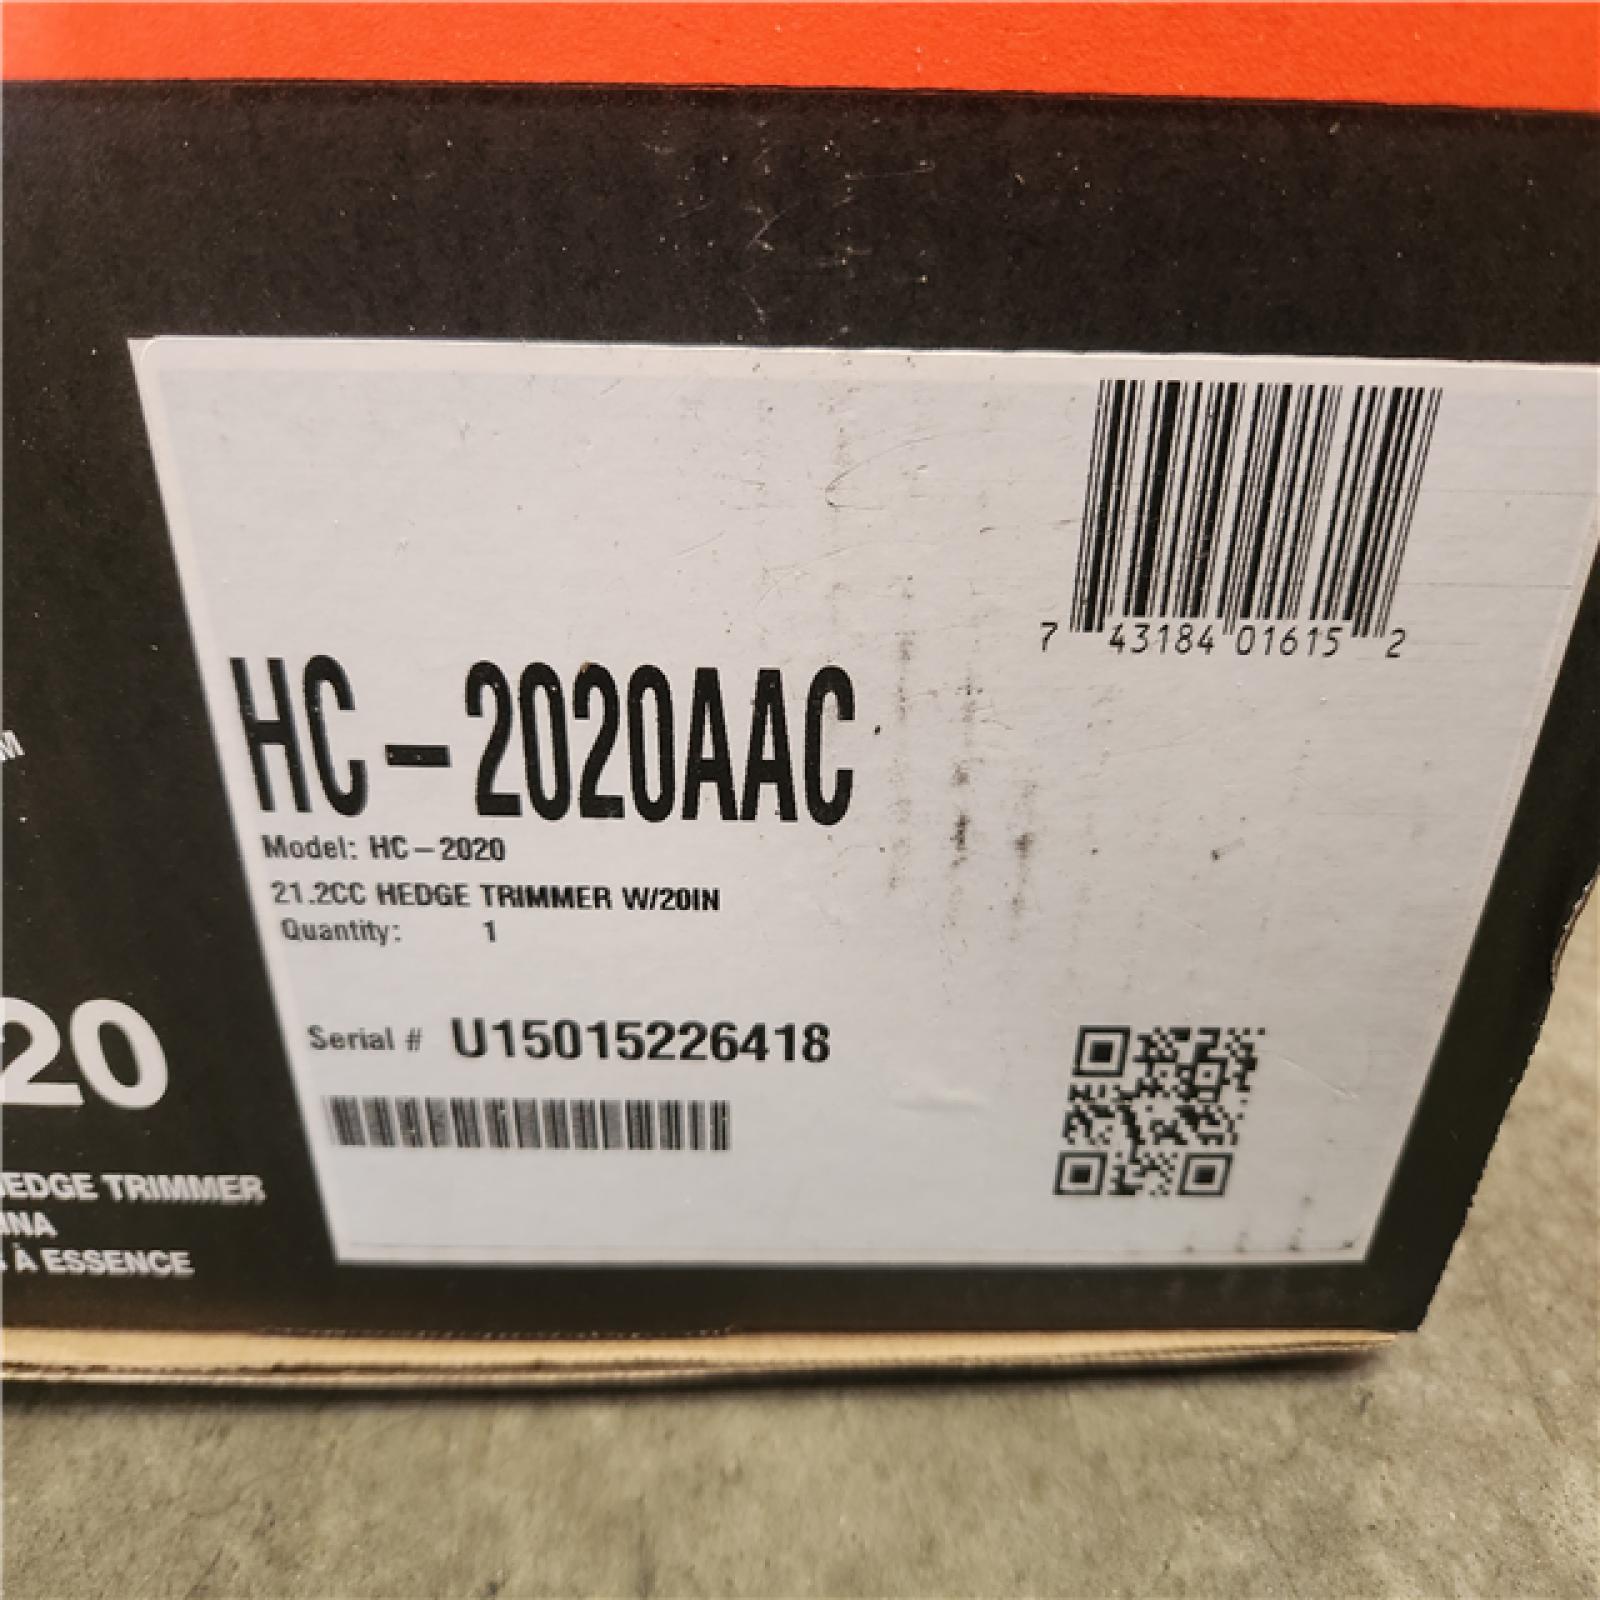 7 43184 01615 2
HC-2020AAC
Model: HC-2020
21.2CC HEDGE TRIMMER W/20IN
Quantity: 1
Serial # U15015226418
M
20
EDGE TRIMMER
INA
À ESSENCE